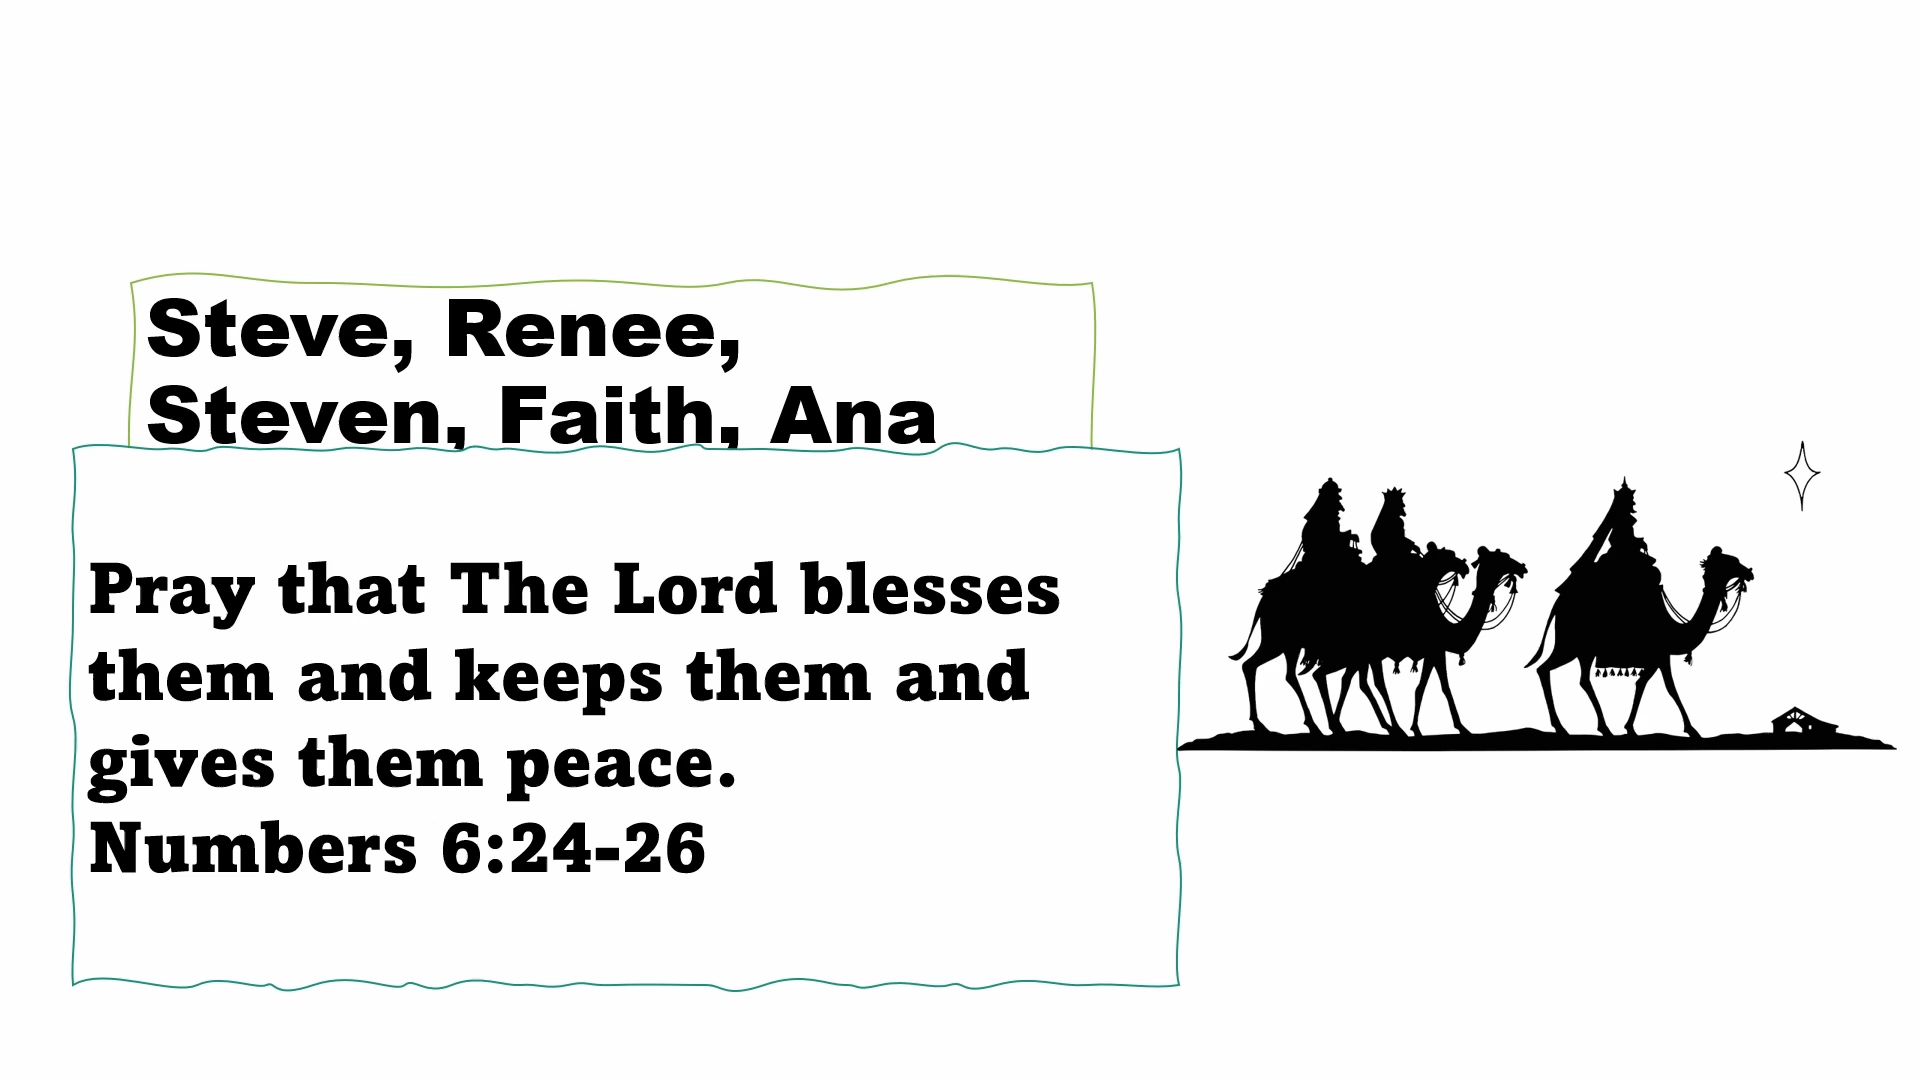 Steve, Renee,
Steven, Faith, Ana
Pray that The Lord blesses
them and keeps them and
gives them peace.
Numbers 6:24-26